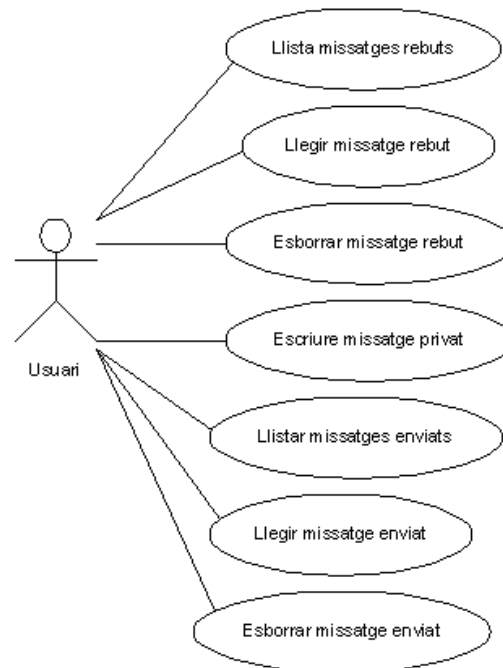 Llista missatges rebuts
Llegir missatge rebut
Esborrar missatge rebut
Escriure missatge privat
Usuari
Llistar missatges enviats
Llegir missatge enviat
Esborrar missatge enviat